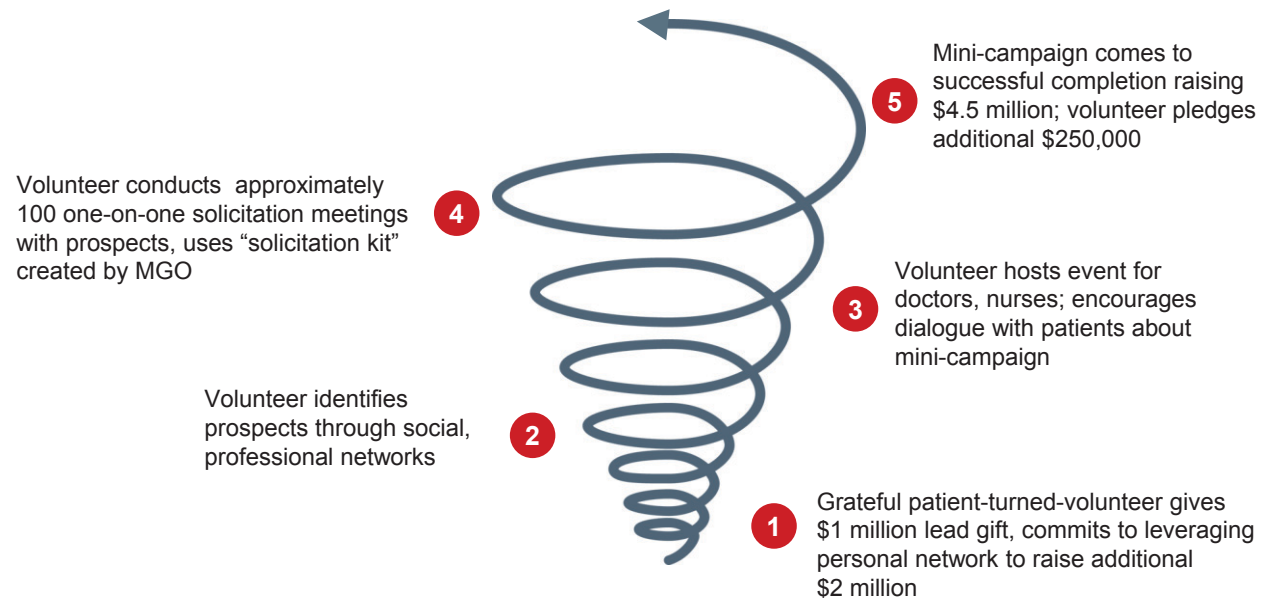 5
Mini-campaign comes to
successful completion raising
$4.5 million; volunteer pledges
additional $250,000
4
Volunteer conducts  approximately
100 one-on-one solicitation meetings
with prospects, uses “solicitation kit”
created by MGO
3
Volunteer hosts event for
doctors, nurses; encourages
dialogue with patients about
mini-campaign
2
Volunteer identifies
prospects through social,
professional networks
1
Grateful patient-turned-volunteer gives
$1 million lead gift, commits to leveraging
personal network to raise additional
$2 million